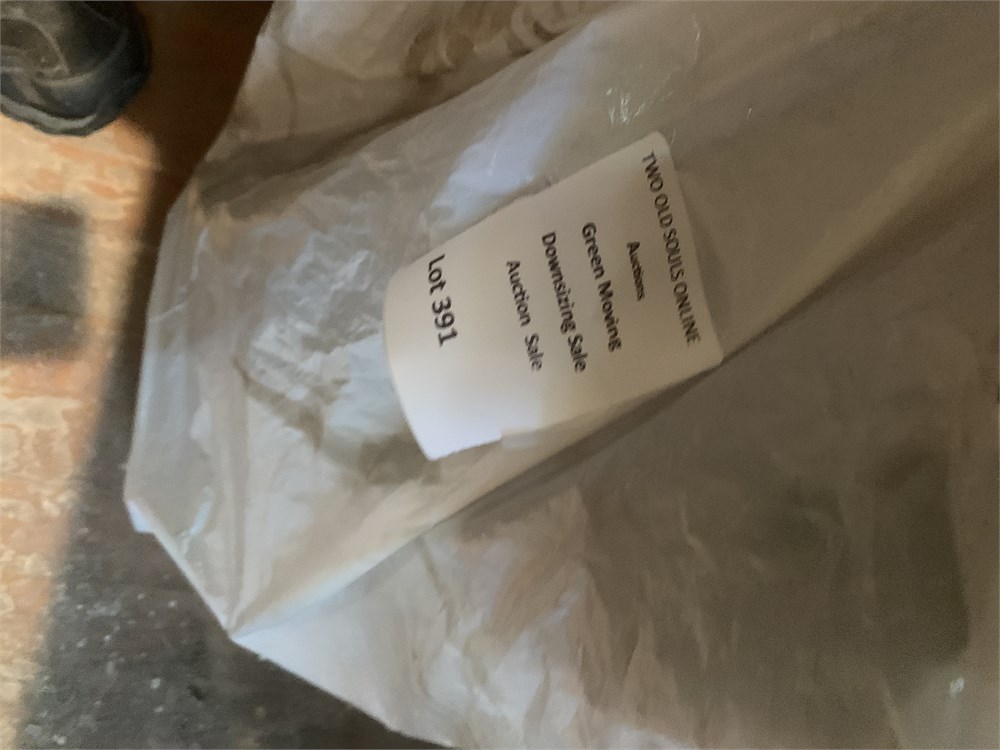 TWO OLD SOULS ONLINE
Auctions
Green Moving
Downsizing Sale
Auction Sale
Lot 391